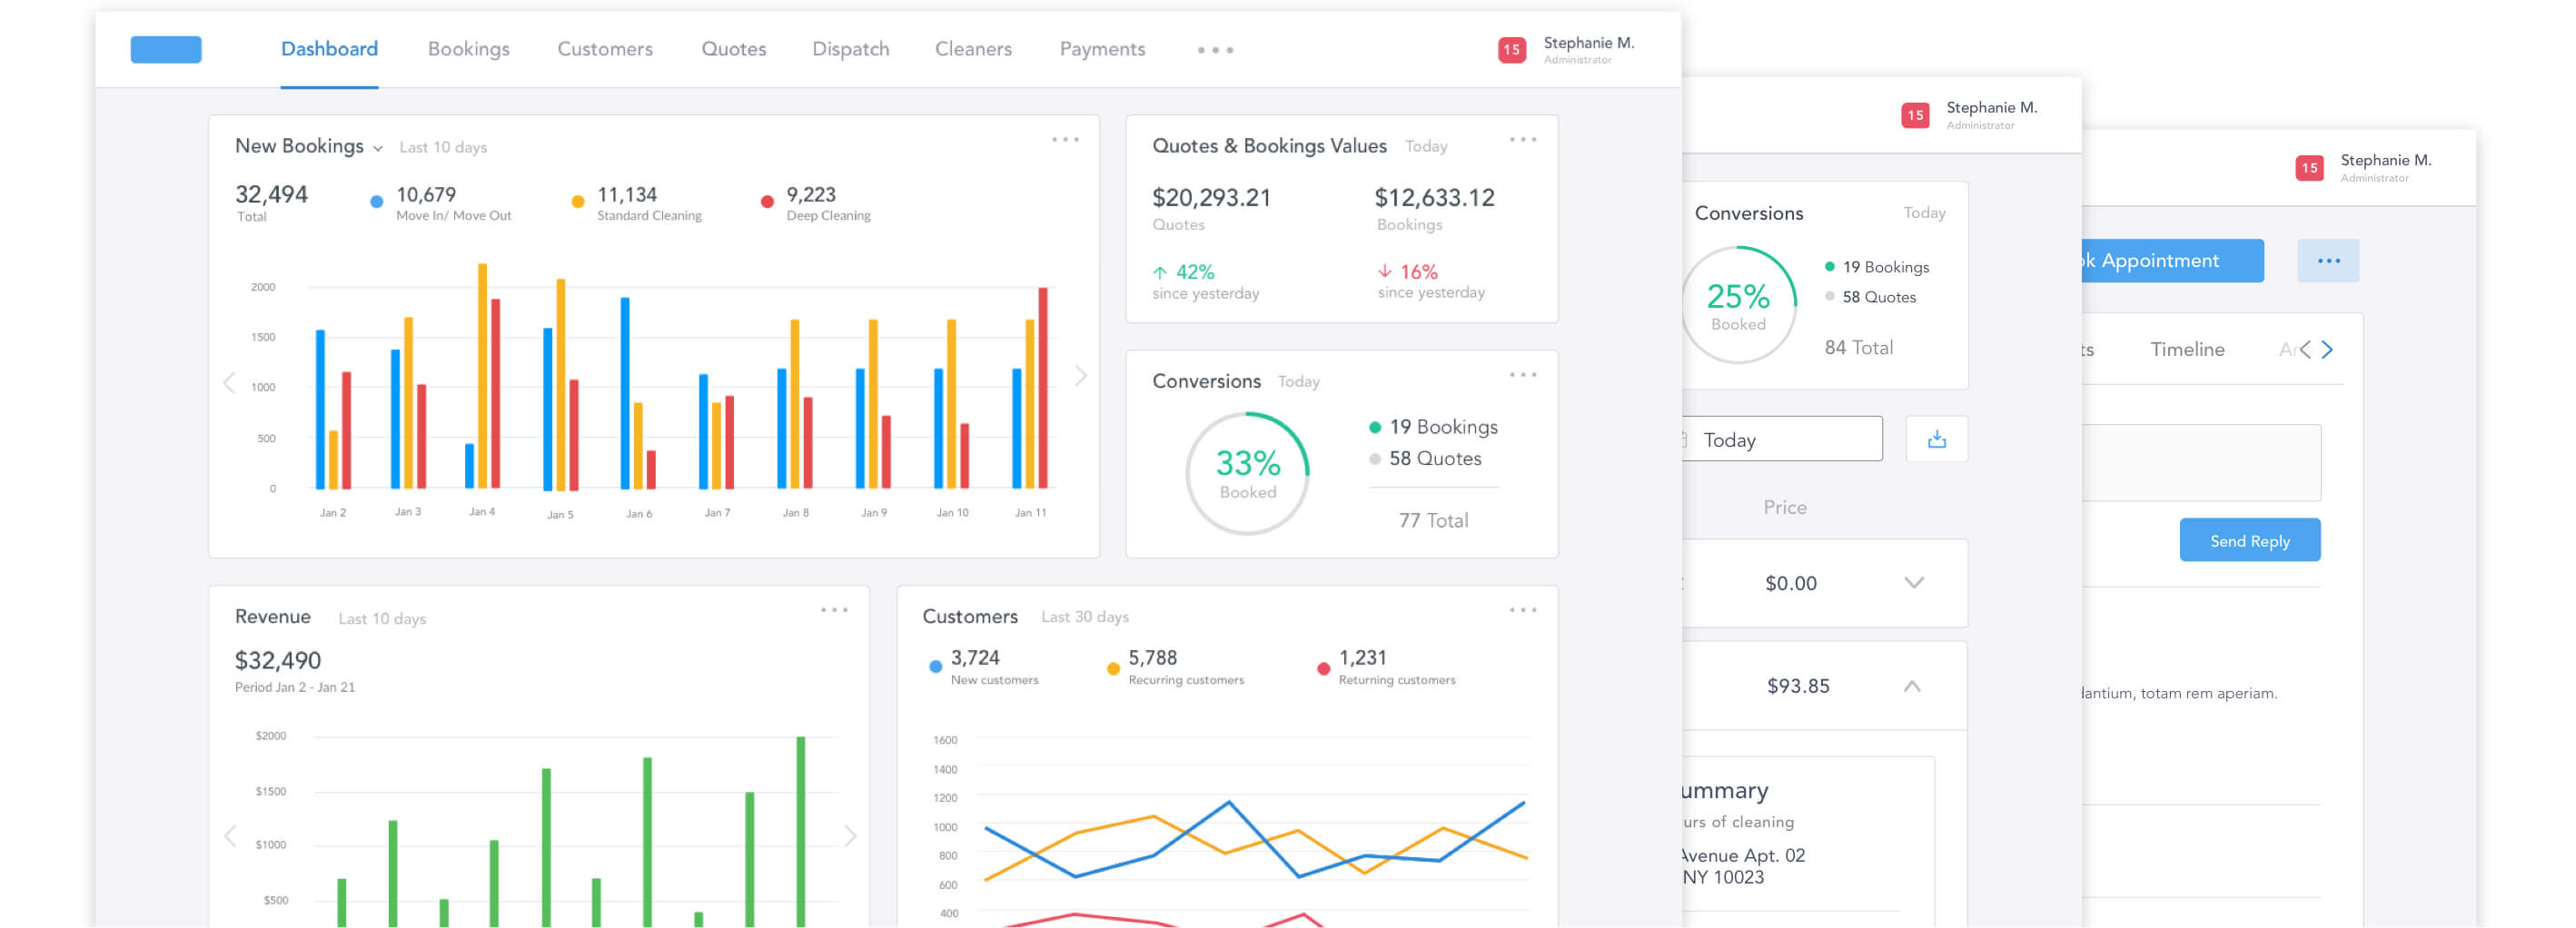 Dashboard Bookings Customers Quotes Dispatch Cleaners Payments
15 Stephanie M.
Administrator
New Bookings Last 10 days
32,494
Total
10,679
Move In/ Move Out
11,134
Standard Cleaning
9,223
Deep Cleaning
2000
1500
1000
500
0
Jan 2 Jan 3 Jan 4 Jan 5 Jan 6 Jan 7 Jan 8 Jan 9 Jan 10 Jan 11
Quotes & Bookings Values Today
$20,293.21 $12,633.12
Quotes Bookings
42% 16%
since yesterday since yesterday
Conversions Today
33%
Booked
19 Bookings
58 Quotes
77 Total
Revenue Last 10 days
$32,490
Period Jan 2 - Jan 21
$2000
$1500
$1000
$500
Customers Last 30 days
3,724
New customers
5,788
Recurring customers
1,231
Returning customers
1600
1400
1200
1000
800
600
400
15 Stephanie M.
Administrator
Conversions Today
25%
Booked
19 Bookings
58 Quotes
84 Total
Today
Price
$0.00
$93.85
ummary
urs of cleaning
Avenue Apt. 02
NY 10023
15 Stephanie M.
Administrator
ok Appointment
ts Timeline
Send Reply
dantium, totam rem aperiam.